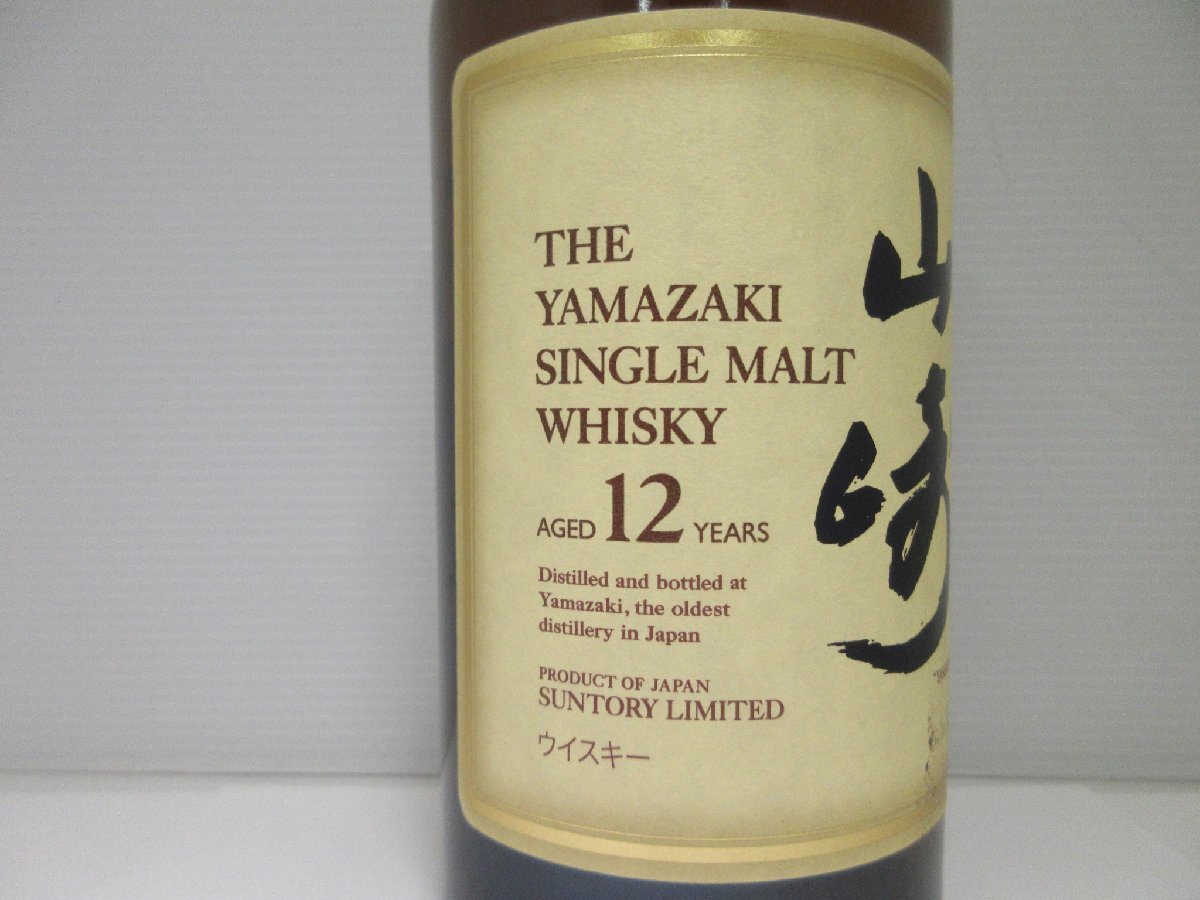 THE
YAMAZAKI
SINGLE MALT
WHISKY
AGED 12 YEARS
Distilled and bottled at
Yamazaki, the oldest
distillery in Japan
PRODUCT OF JAPAN
SUNTORY LIMITED
ウイスキー
山崎